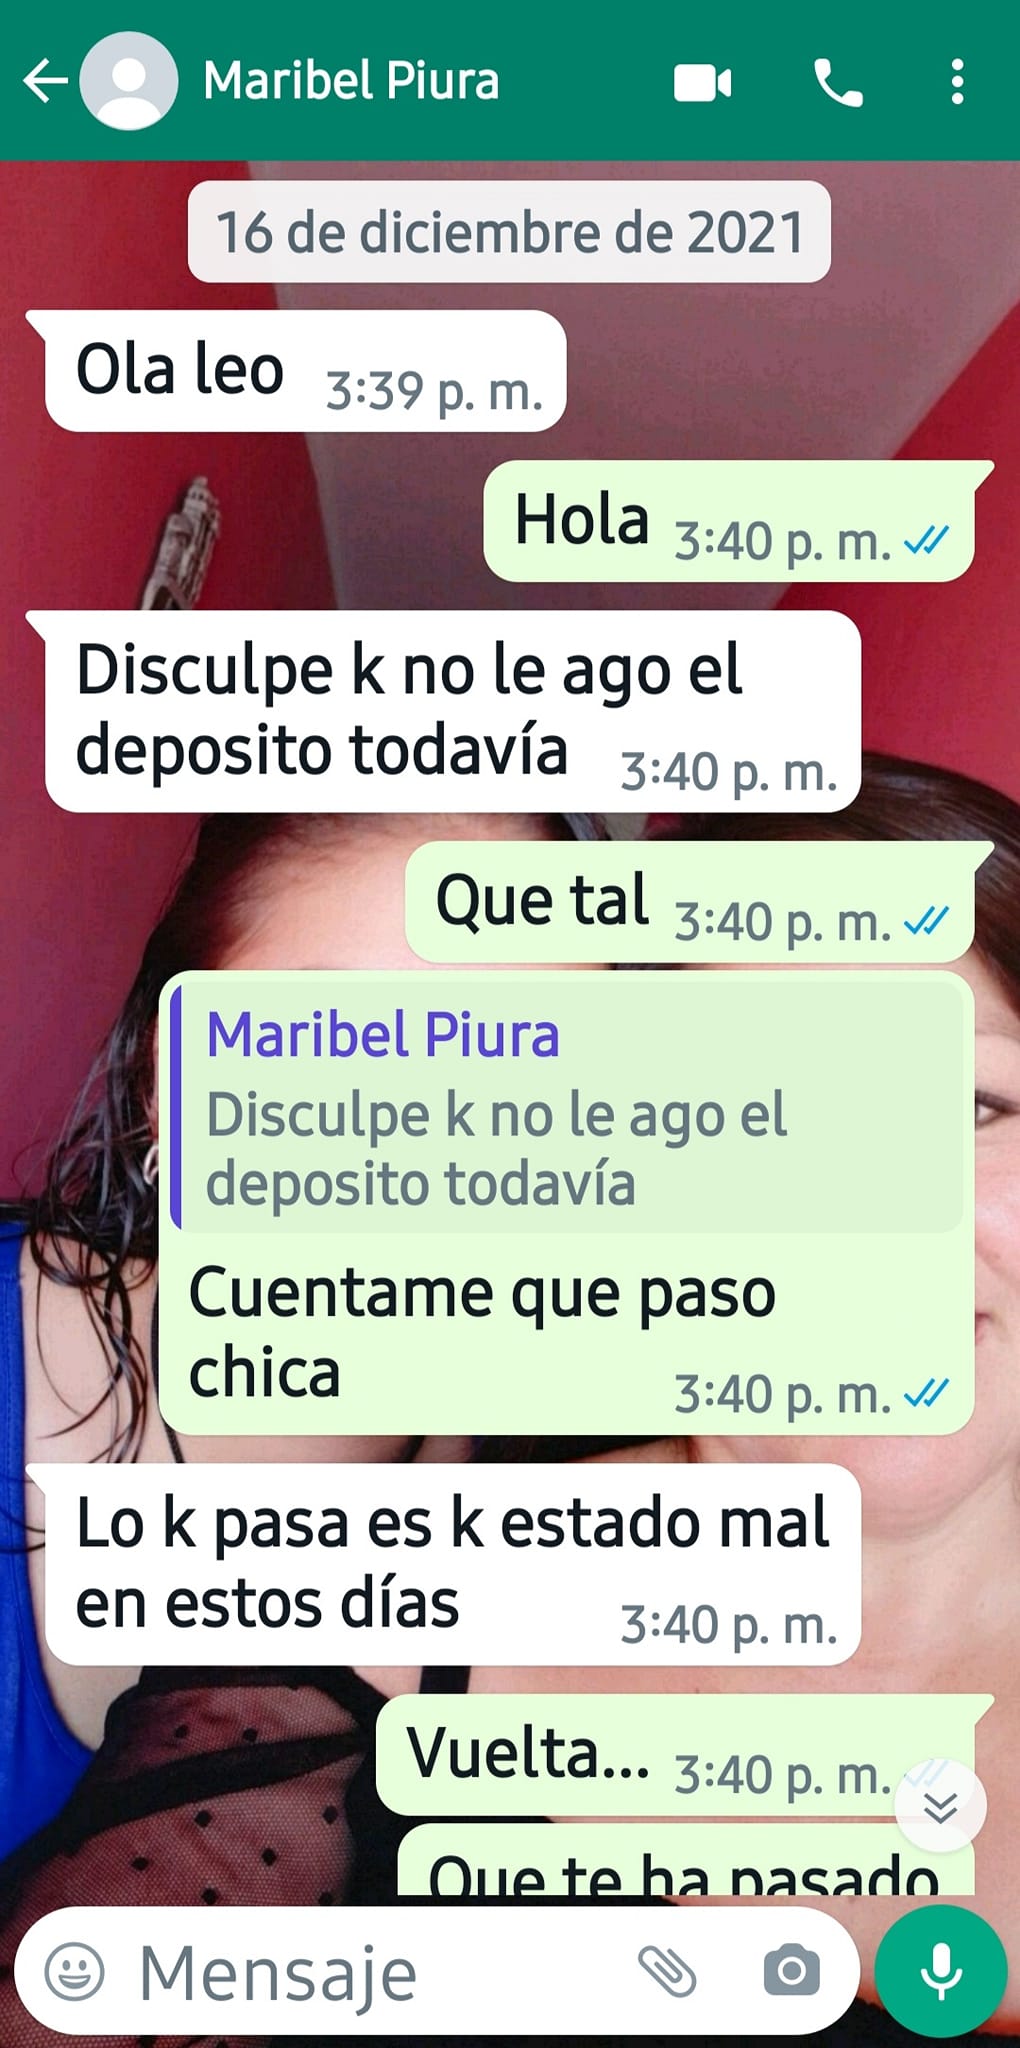 Maribel Piura
16 de diciembre de 2021
Ola leo 3:39 p. m.
Hola 3:40 p. m.
Disculpe k no le ago el
deposito todavía 3:40 p. m.
Que tal 3:40 p. m.
Maribel Piura
Disculpe k no le ago el
deposito todavía
Cuentame que paso
chica 3:40 p. m.
Lo k pasa es k estado mal
en estos días 3:40 p. m.
Vuelta... 3:40 p. m.
Que te ha pasado
Mensaje